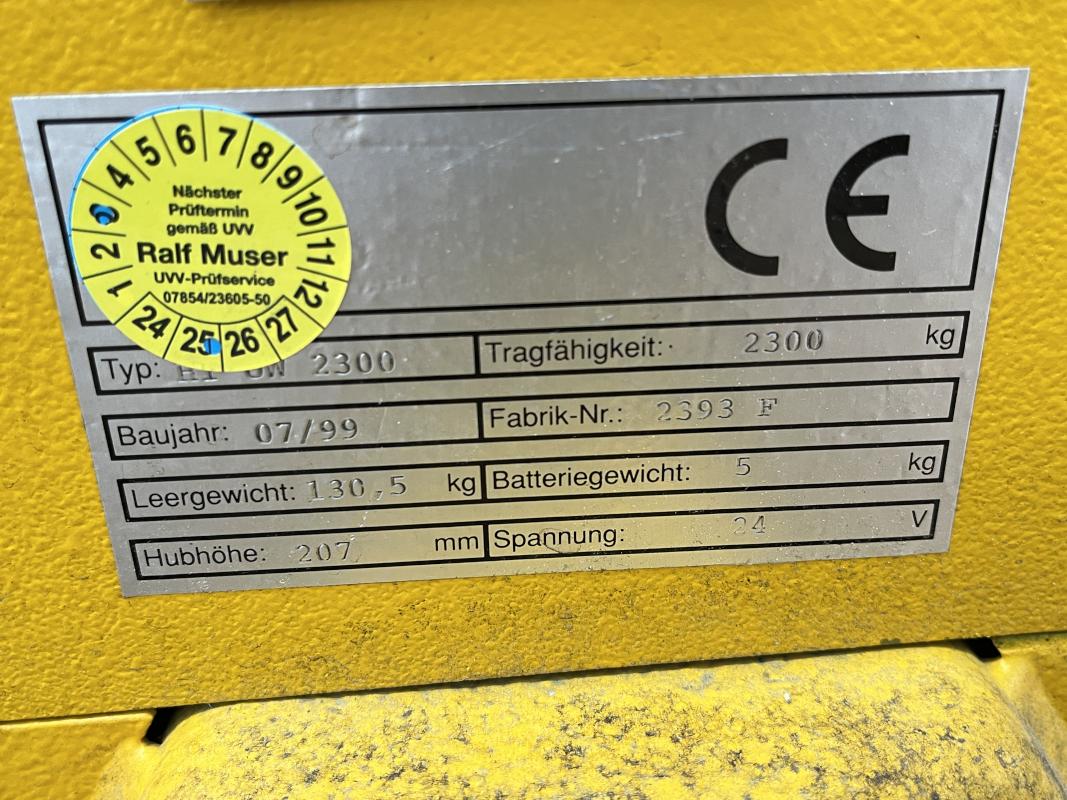 4 5 6 7 8 9 10 11 12
2 1
Nächster
Prüftermin
gemäß UVV
Ralf Muser
UVV-Prüfservice
07854/23605-50
24 25 26 27
CE
Typ: 2300
Tragfähigkeit: 2300 kg
Baujahr: 07/99
Fabrik-Nr.: 2393 F
Leergewicht: 130,5 kg
Batteriegewicht: 5 kg
Hubhöhe: 207 mm
Spannung: 24 V